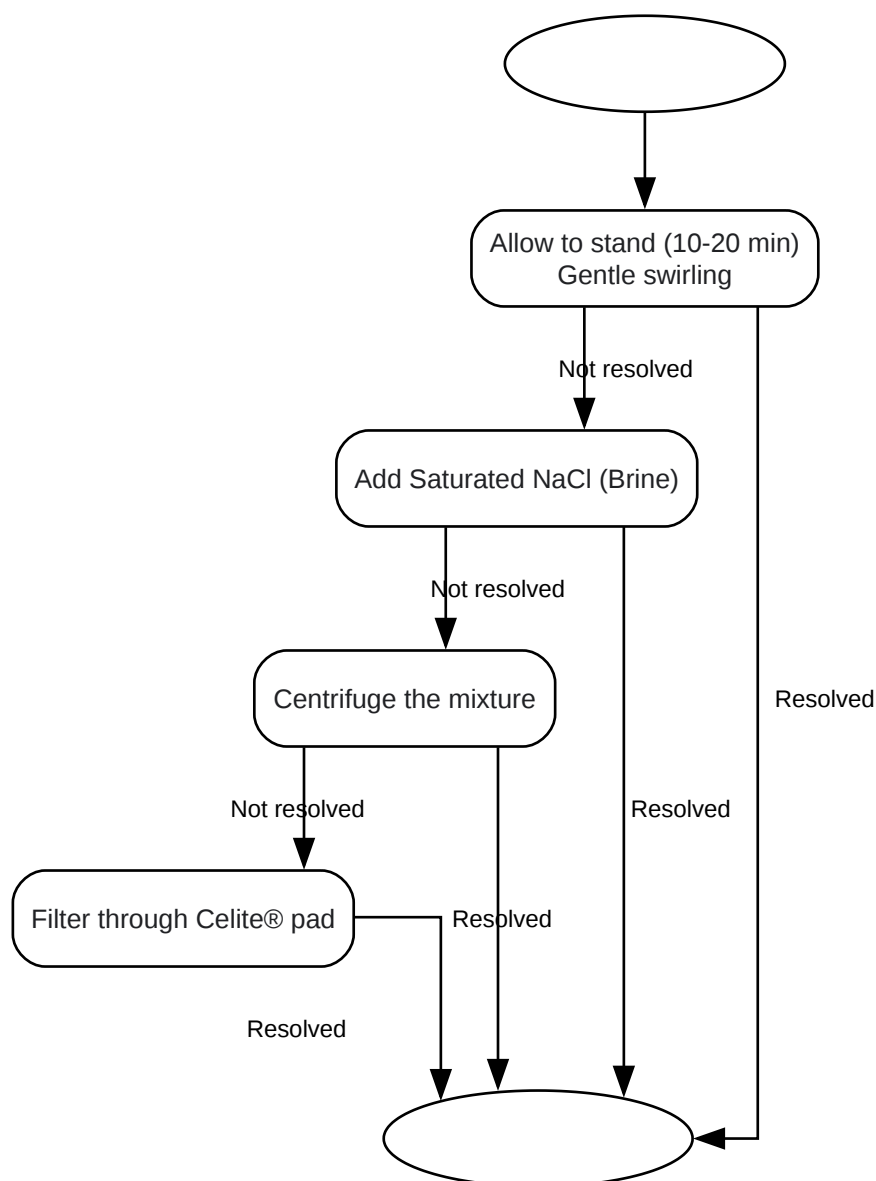 Allow to stand (10-20 min)
Gentle swirling
Not resolved
Add Saturated NaCl (Brine)
Not resolved
Centrifuge the mixture
Resolved
Not resolved
Resolved
Filter through Celite® pad
Resolved
Resolved